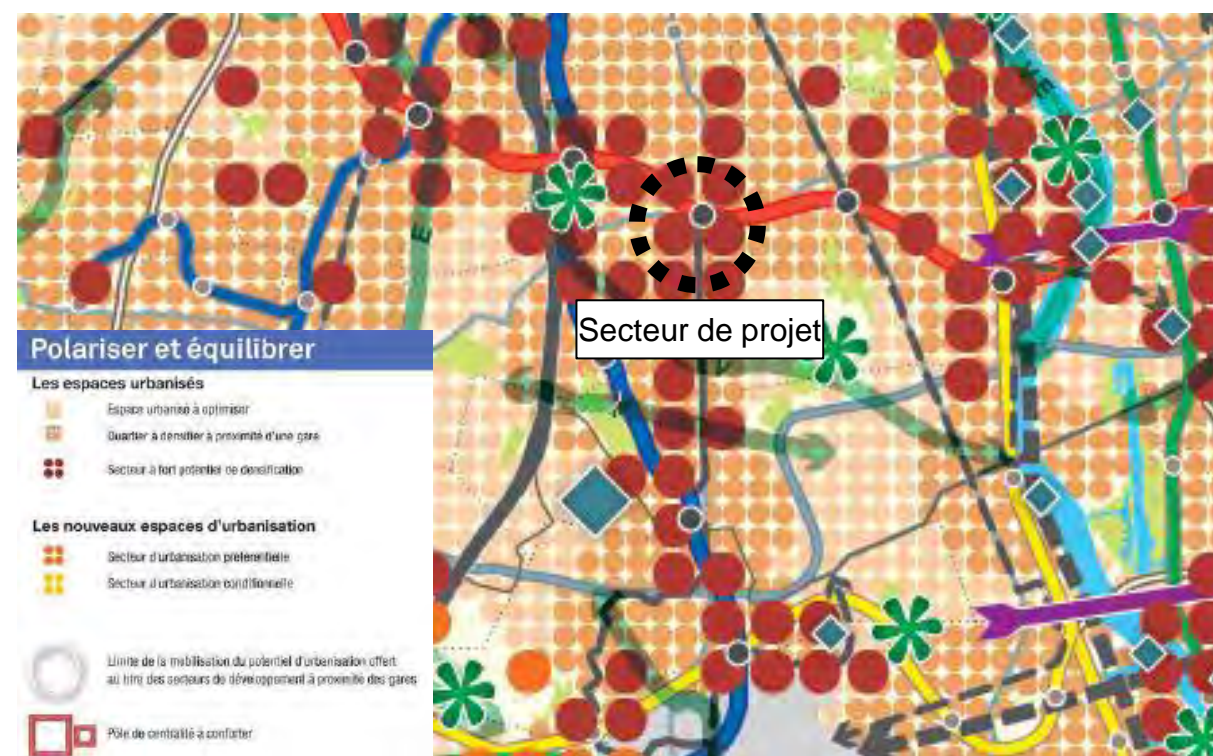 Secteur de projet
Polariser et équilibrer
Les espaces urbanisés
Espace urbanisé à optimiser
Quartier à densifier à proximité d'une gare
Secteur à fort potentiel de densification
Les nouveaux espaces d'urbanisation
Secteur d'urbanisation préférentielle
Secteur d'urbanisation conditionnelle
Limite de la mobilisation du potentiel d'urbanisation offert
au titre des secteurs de développement à proximité des gares
Pôle de centralité à conforter